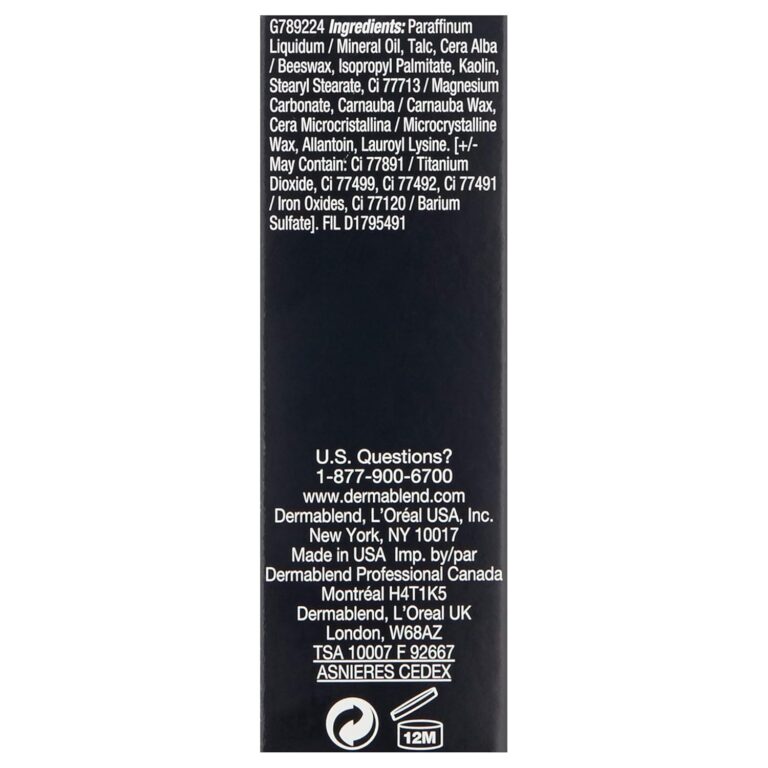 G789224 Ingredients: Paraffinum
Liquidum / Mineral Oil, Talc, Cera Alba
/ Beeswax, Isopropyl Palmitate, Kaolin,
Stearyl Stearate, Ci 77713 / Magnesium
Carbonate, Carnauba / Carnauba Wax,
Cera Microcristallina / Microcrystalline
Wax, Allantoin, Lauroyl Lysine. [+/-
May Contain: Ci 77891 / Titanium
Dioxide, Ci 77499, Ci 77492, Ci 77491
/ Iron Oxides, Ci 77120 / Barium
Sulfate]. FIL D1795491
U.S. Questions?
1-877-900-6700
www.dermablend.com
Dermablend, L'Oréal USA, Inc.
New York, NY 10017
Made in USA Imp. by/par
Dermablend Professional Canada
Montréal H4T1K5
Dermablend, L'Oreal UK
London, W68AZ
TSA 10007 F 92667
ASNIERES CEDEX
12M